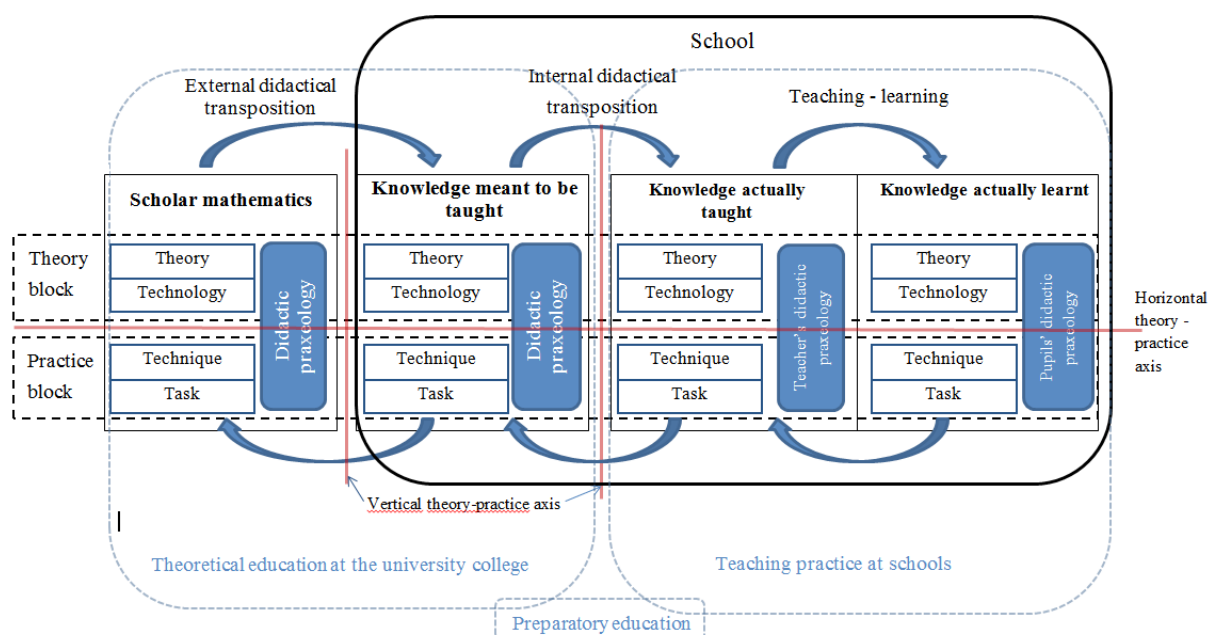 School
External didactical
transposition
Internal didactical
transposition
Teaching - learning
Scholar mathematics
Knowledge meant to be
taught
Knowledge actually
taught
Knowledge actually learnt
Theory
block
Theory
Technology
Didactic
praxeology
Theory
Technology
Didactic
praxeology
Theory
Technology
Teacher's didactic
praxeology
Theory
Technology
Pupils' didactic
praxeology
Horizontal
theory -
practice
axis
Practice
block
Technique
Task
Technique
Task
Technique
Task
Technique
Task
Vertical theory-practice axis
Theoretical education at the university college
Teaching practice at schools
Preparatory education